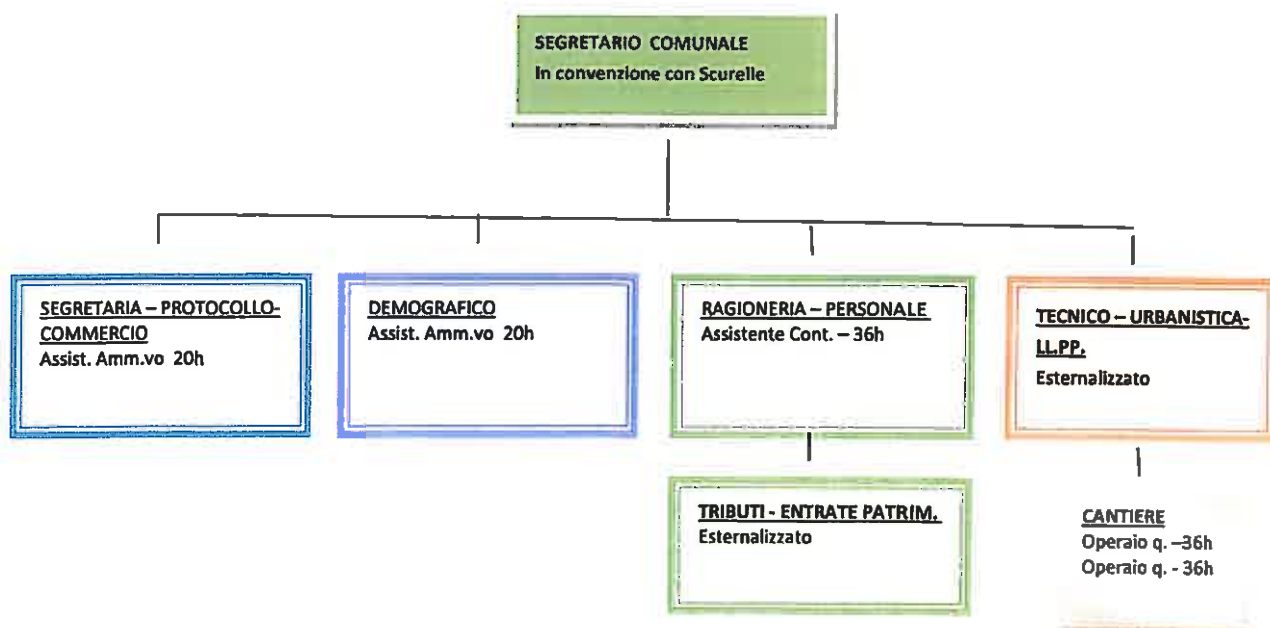 SEGRETARIO COMUNALE
In convenzione con Scurelle
SEGRETARIA – PROTOCOLLO-
COMMERCIO
Assist. Amm.vo 20h
DEMOGRAFICO
Assist. Amm.vo 20h
RAGIONERIA – PERSONALE
Assistente Cont. – 36h
TECNICO – URBANISTICA-
LL.PP.
Esternalizzato
TRIBUTI - ENTRATE PATRIM.
Esternalizzato
CANTIERE
Operaio q. –36h
Operaio q. - 36h